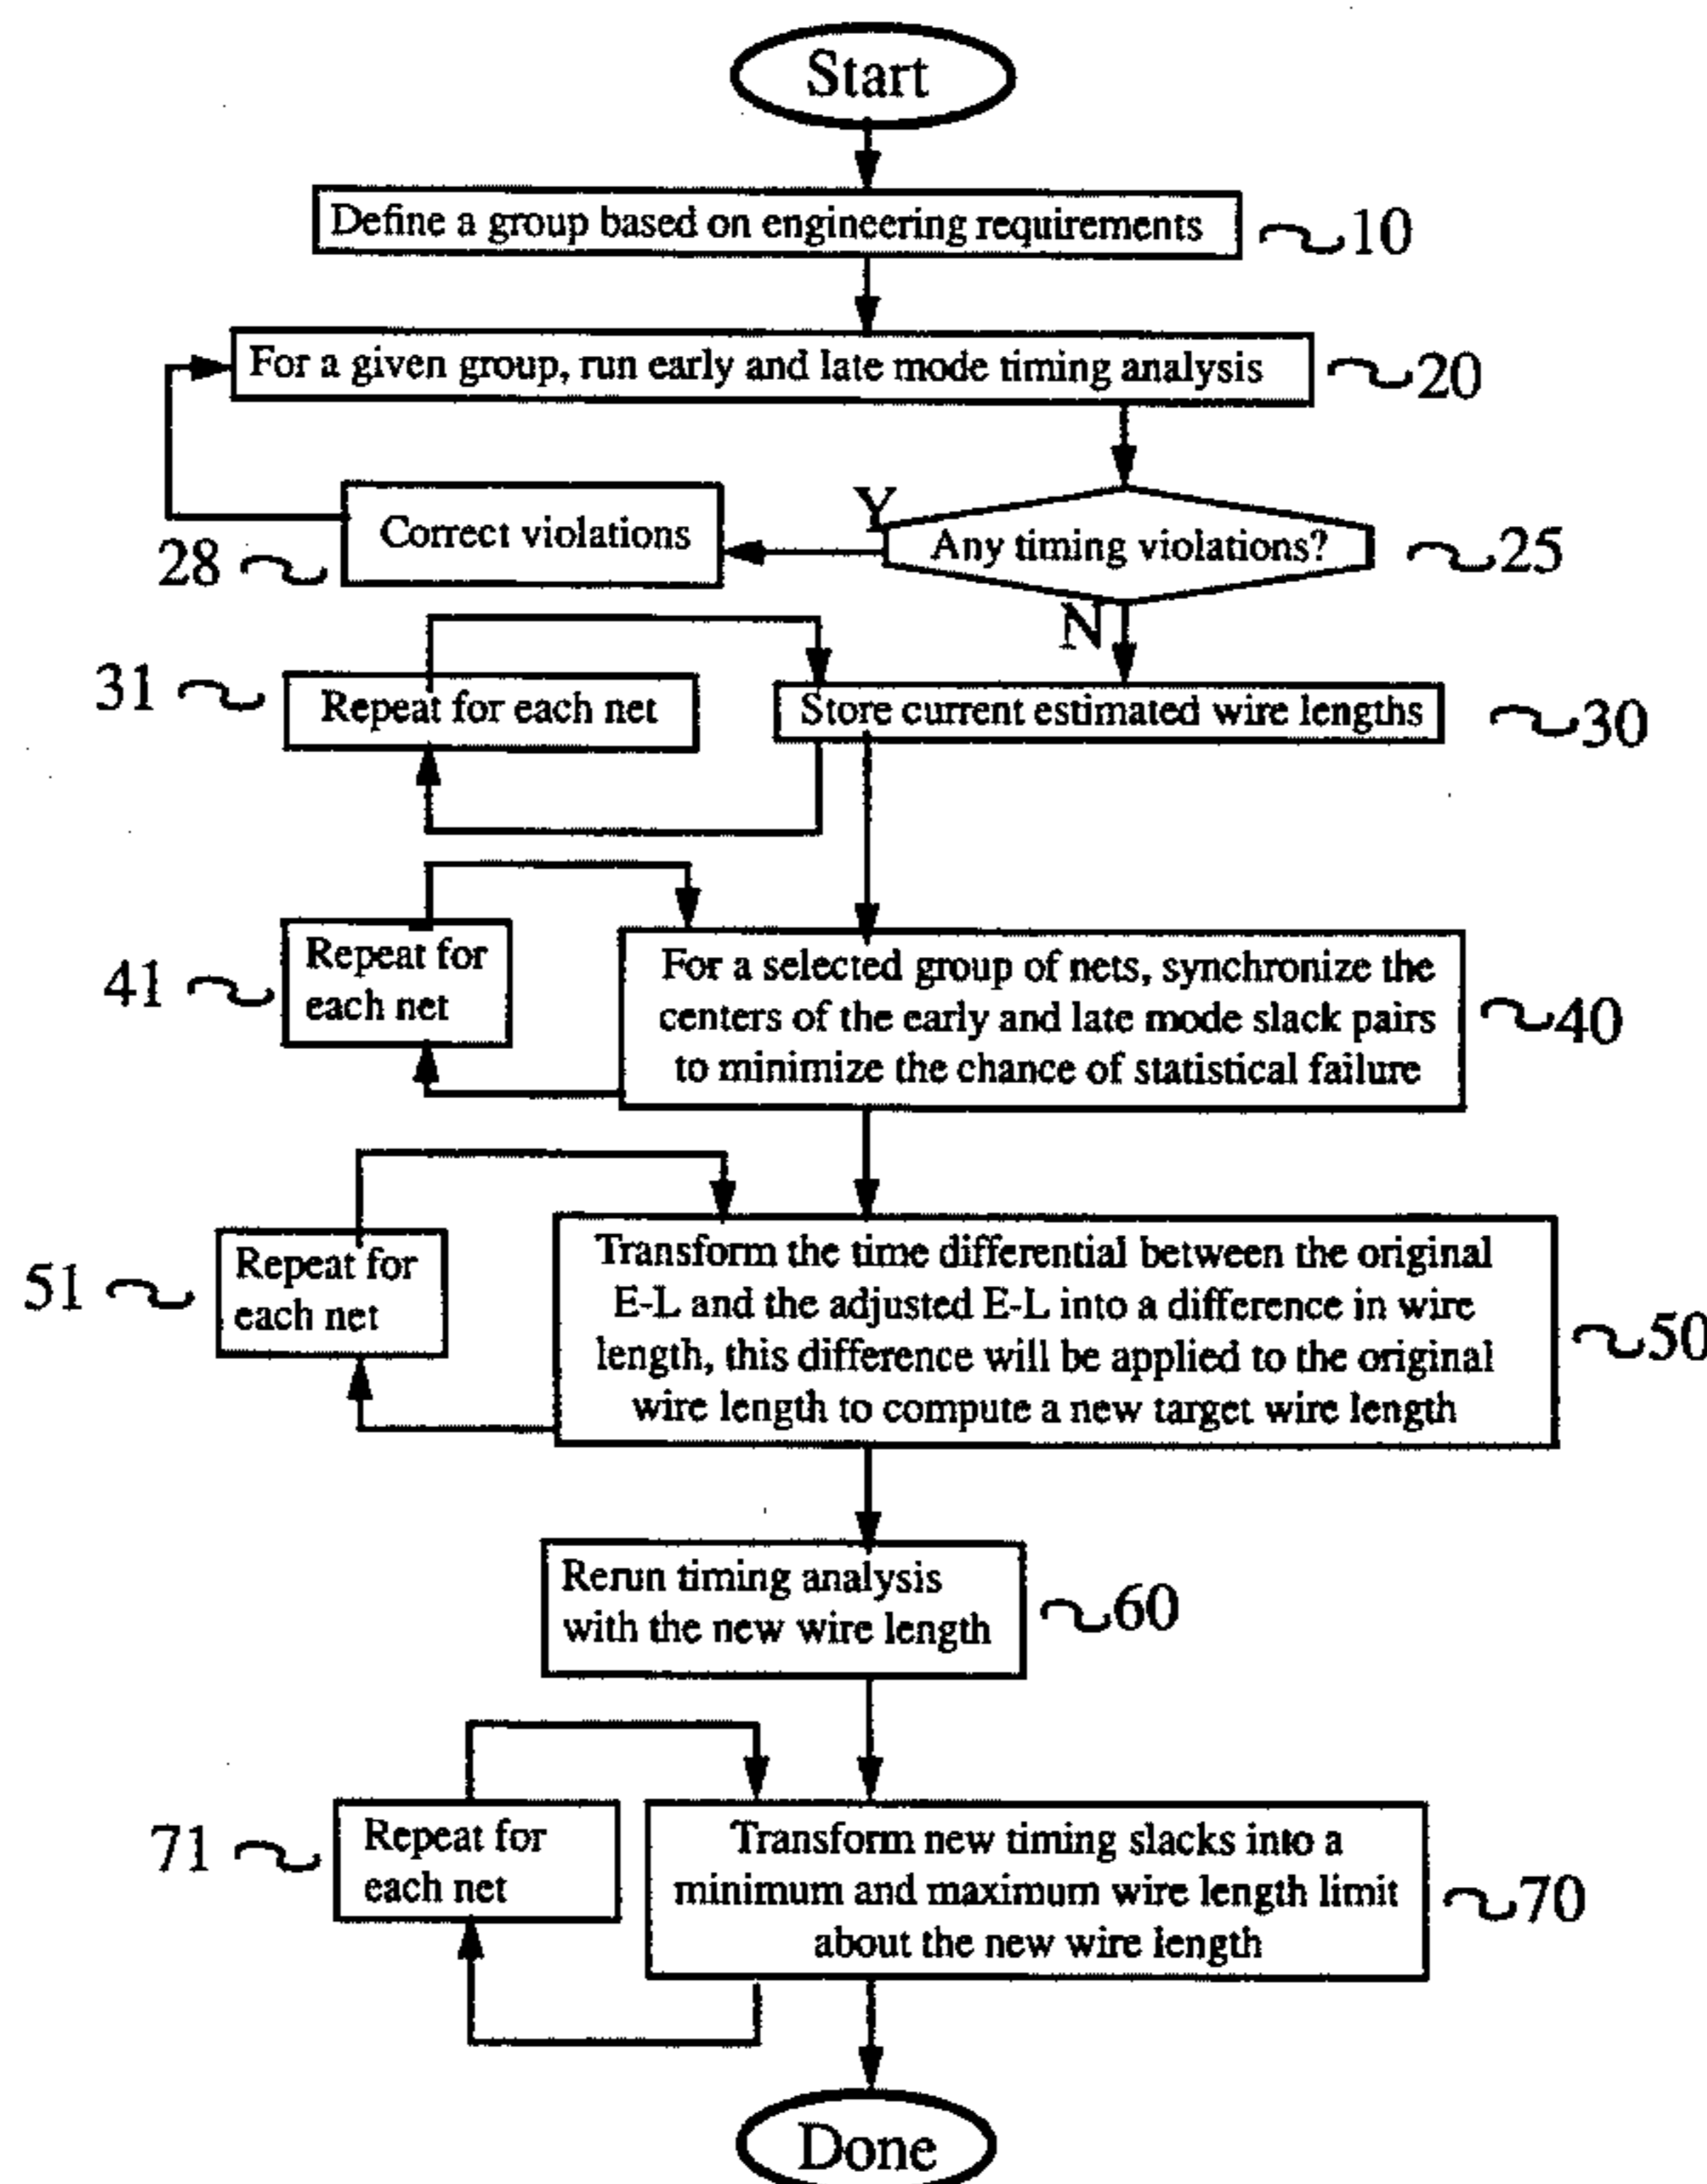 Start
Define a group based on engineering requirements
10
For a given group, run early and late mode timing analysis
20
Y
Correct violations
Any timing violations?
25
28
N
31
Repeat for each net
Store current estimated wire lengths
30
41
Repeat for
each net
For a selected group of nets, synchronize the
centers of the early and late mode slack pairs
to minimize the chance of statistical failure
40
51
Repeat for
each net
Transform the time differential between the original
E-L and the adjusted E-L into a difference in wire
length, this difference will be applied to the original
wire length to compute a new target wire length
50
Rerun timing analysis
with the new wire length
60
71
Repeat for
each net
Transform new timing slacks into a
minimum and maximum wire length limit
about the new wire length
70
Done